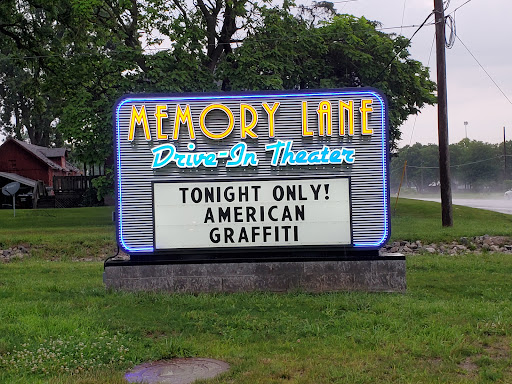 MEMORY LANE
Drive-In Theater
TONIGHT ONLY!
AMERICAN
GRAFFITI